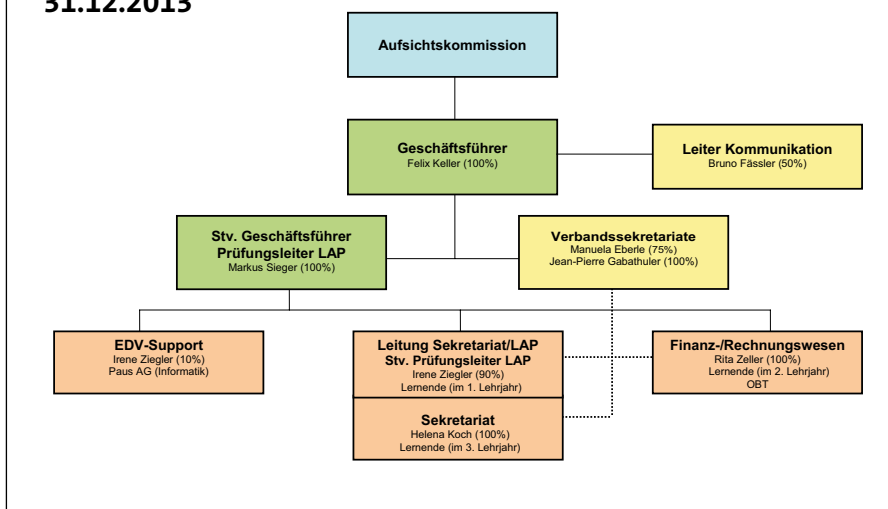 31.12.2013
Aufsichtskommission
Geschäftsführer
Felix Keller (100%)
Leiter Kommunikation
Bruno Fässler (50%)
Stv. Geschäftsführer
Prüfungsleiter LAP
Markus Sieger (100%)
Verbandssekretariate
Manuela Eberle (75%)
Jean-Pierre Gabathuler (100%)
EDV-Support
Irene Ziegler (10%)
Paus AG (Informatik)
Leitung Sekretariat/LAP
Stv. Prüfungsleiter LAP
Irene Ziegler (90%)
Lernende (im 1. Lehrjahr)
Sekretariat
Helena Koch (100%)
Lernende (im 3. Lehrjahr)
Finanz-/Rechnungswesen
Rita Zeller (100%)
Lernende (im 2. Lehrjahr)
OBT